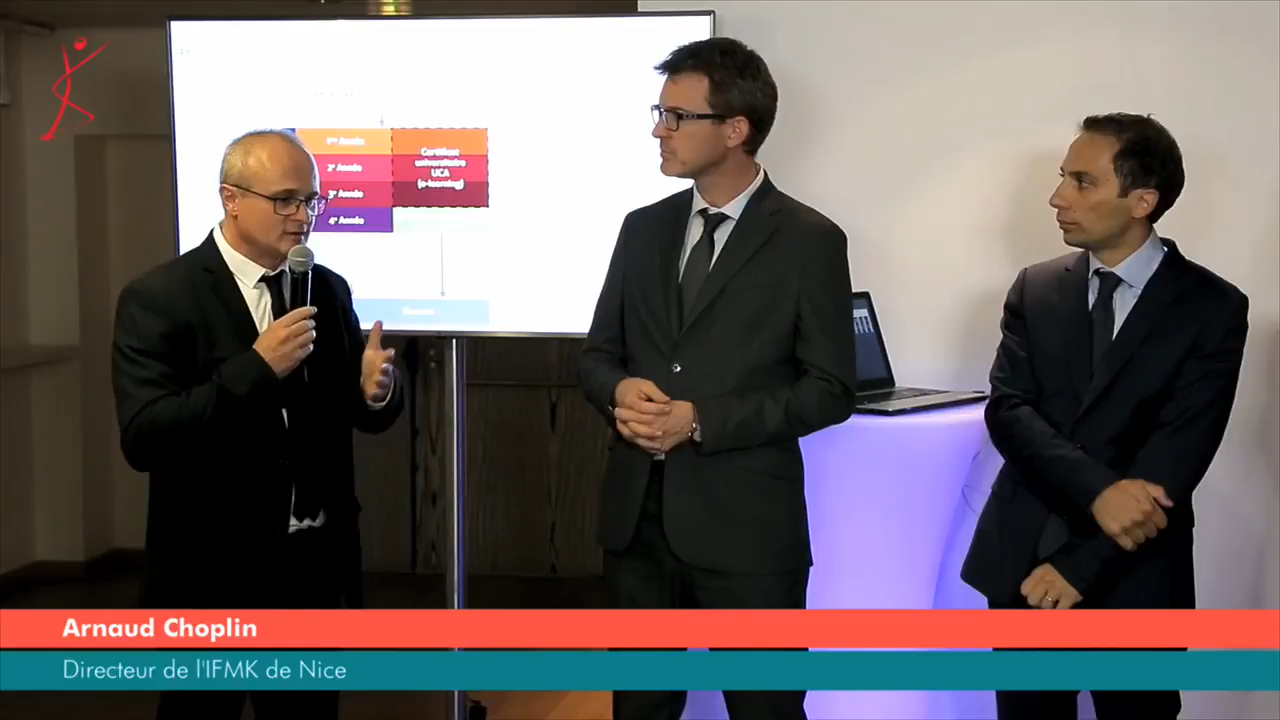 1ère Année
2e Année
3e Année
4e Année
Certificat
universitaire
UCA
(e-learning)
Arnaud Choplin
Directeur de l'IFMK de Nice